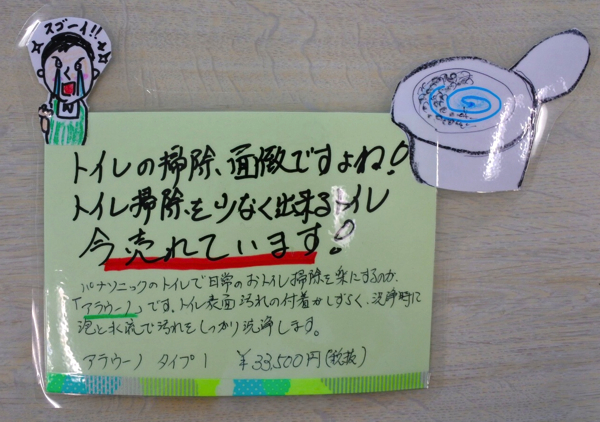 スゴーイ!!
トイレの掃除、面倒ですよね!
トイレ掃除を少なく出来るトイレ
今売れています!
パナソニックのトイレで日常のおトイレ掃除を楽にするのが、
「アラウーノ」です。トイレ表面汚れの付着がしずらく、洗浄時に
泡と水流で汚れをしっかり洗浄します。
アラウーノ タイプ1 ¥33,500円(税抜)